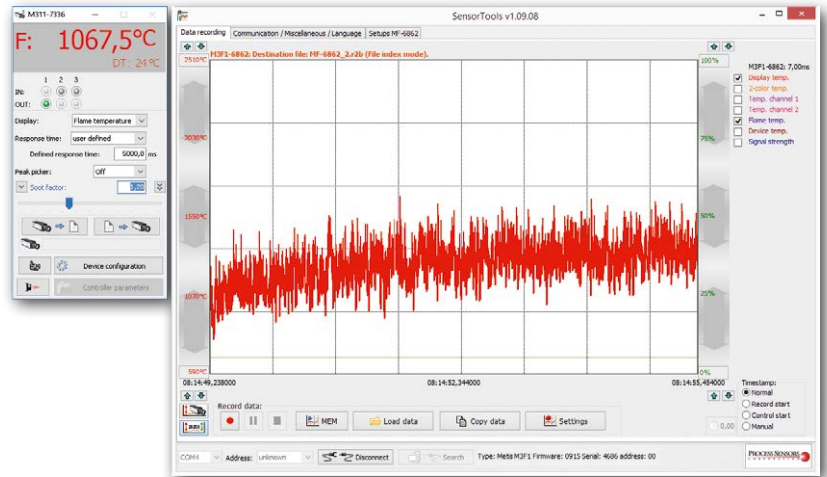 M311-7336
F: 1067,5°C
DT: 24 °C
1 2 3
IN:
OUT:
Display: Flame temperature
Response time: user defined
Defined response time: 5000,0 ms
Peak picker: Off
Soot factor:
Device configuration
Controller parameters
SensorTools v1.09.08
Data recording Communication / Miscellaneous / Language Setups MF-6862
M3F1-6862: Destination file: MF-6862_2.r2b (File index mode).
2510°C 100%
2030°C 75%
1550°C 50%
1070°C 25%
590°C 0%
08:14:49,238000 08:14:52,344000 08:14:55,454000
M3F1-6862: 7,00ms
Display temp.
2-color temp.
Temp. channel 1
Temp. channel 2
Flame temp.
Device temp.
Signal strength
Timestamp:
Normal
Record start
Control start
Manual
0,00
Record data:
MEM Load data Copy data Settings
COM4 Address: unknown Disconnect Search Type: Metis M3F1 Firmware: 0915 Serial: 4686 address: 00
PROCESS SENSORS